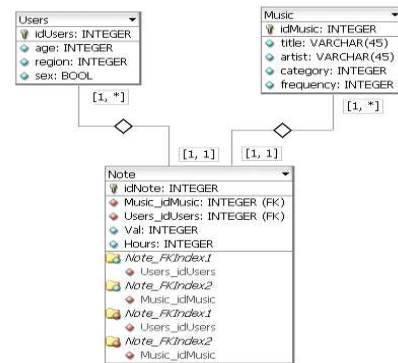 Users
idUsers: INTEGER
age: INTEGER
region: INTEGER
sex: BOOL
Music
idMusic: INTEGER
title: VARCHAR(45)
artist: VARCHAR(45)
category: INTEGER
frequency: INTEGER
[1, *]
[1, *]
[1, 1]
[1, 1]
Note
idNote: INTEGER
Music_idMusic: INTEGER (FK)
Users_idUsers: INTEGER (FK)
Val: INTEGER
Hours: INTEGER
Note_FKIndex1
Users_idUsers
Note_FKIndex2
Music_idMusic
Note_FKIndex1
Users_idUsers
Note_FKIndex2
Music_idMusic